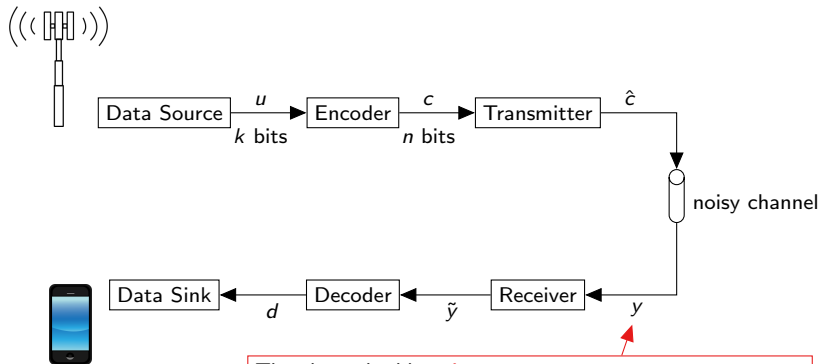 u c ĉ
Data Source Encoder Transmitter
k bits n bits
noisy channel
Data Sink Decoder Receiver
d ỹ y